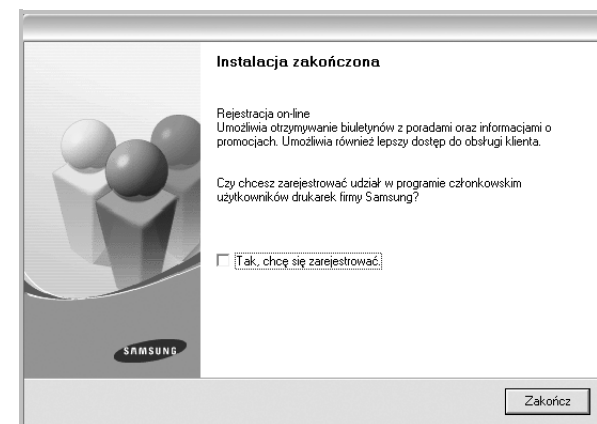 Instalacja zakończona
Rejestracja on-line
Umożliwia otrzymywanie biuletynów z poradami oraz informacjami o
promocjach. Umożliwia również lepszy dostęp do obsługi klienta.
Czy chcesz zarejestrować udział w programie członkowskim
użytkowników drukarek firmy Samsung?
Tak, chcę się zarejestrować.
SAMSUNG
Zakończ